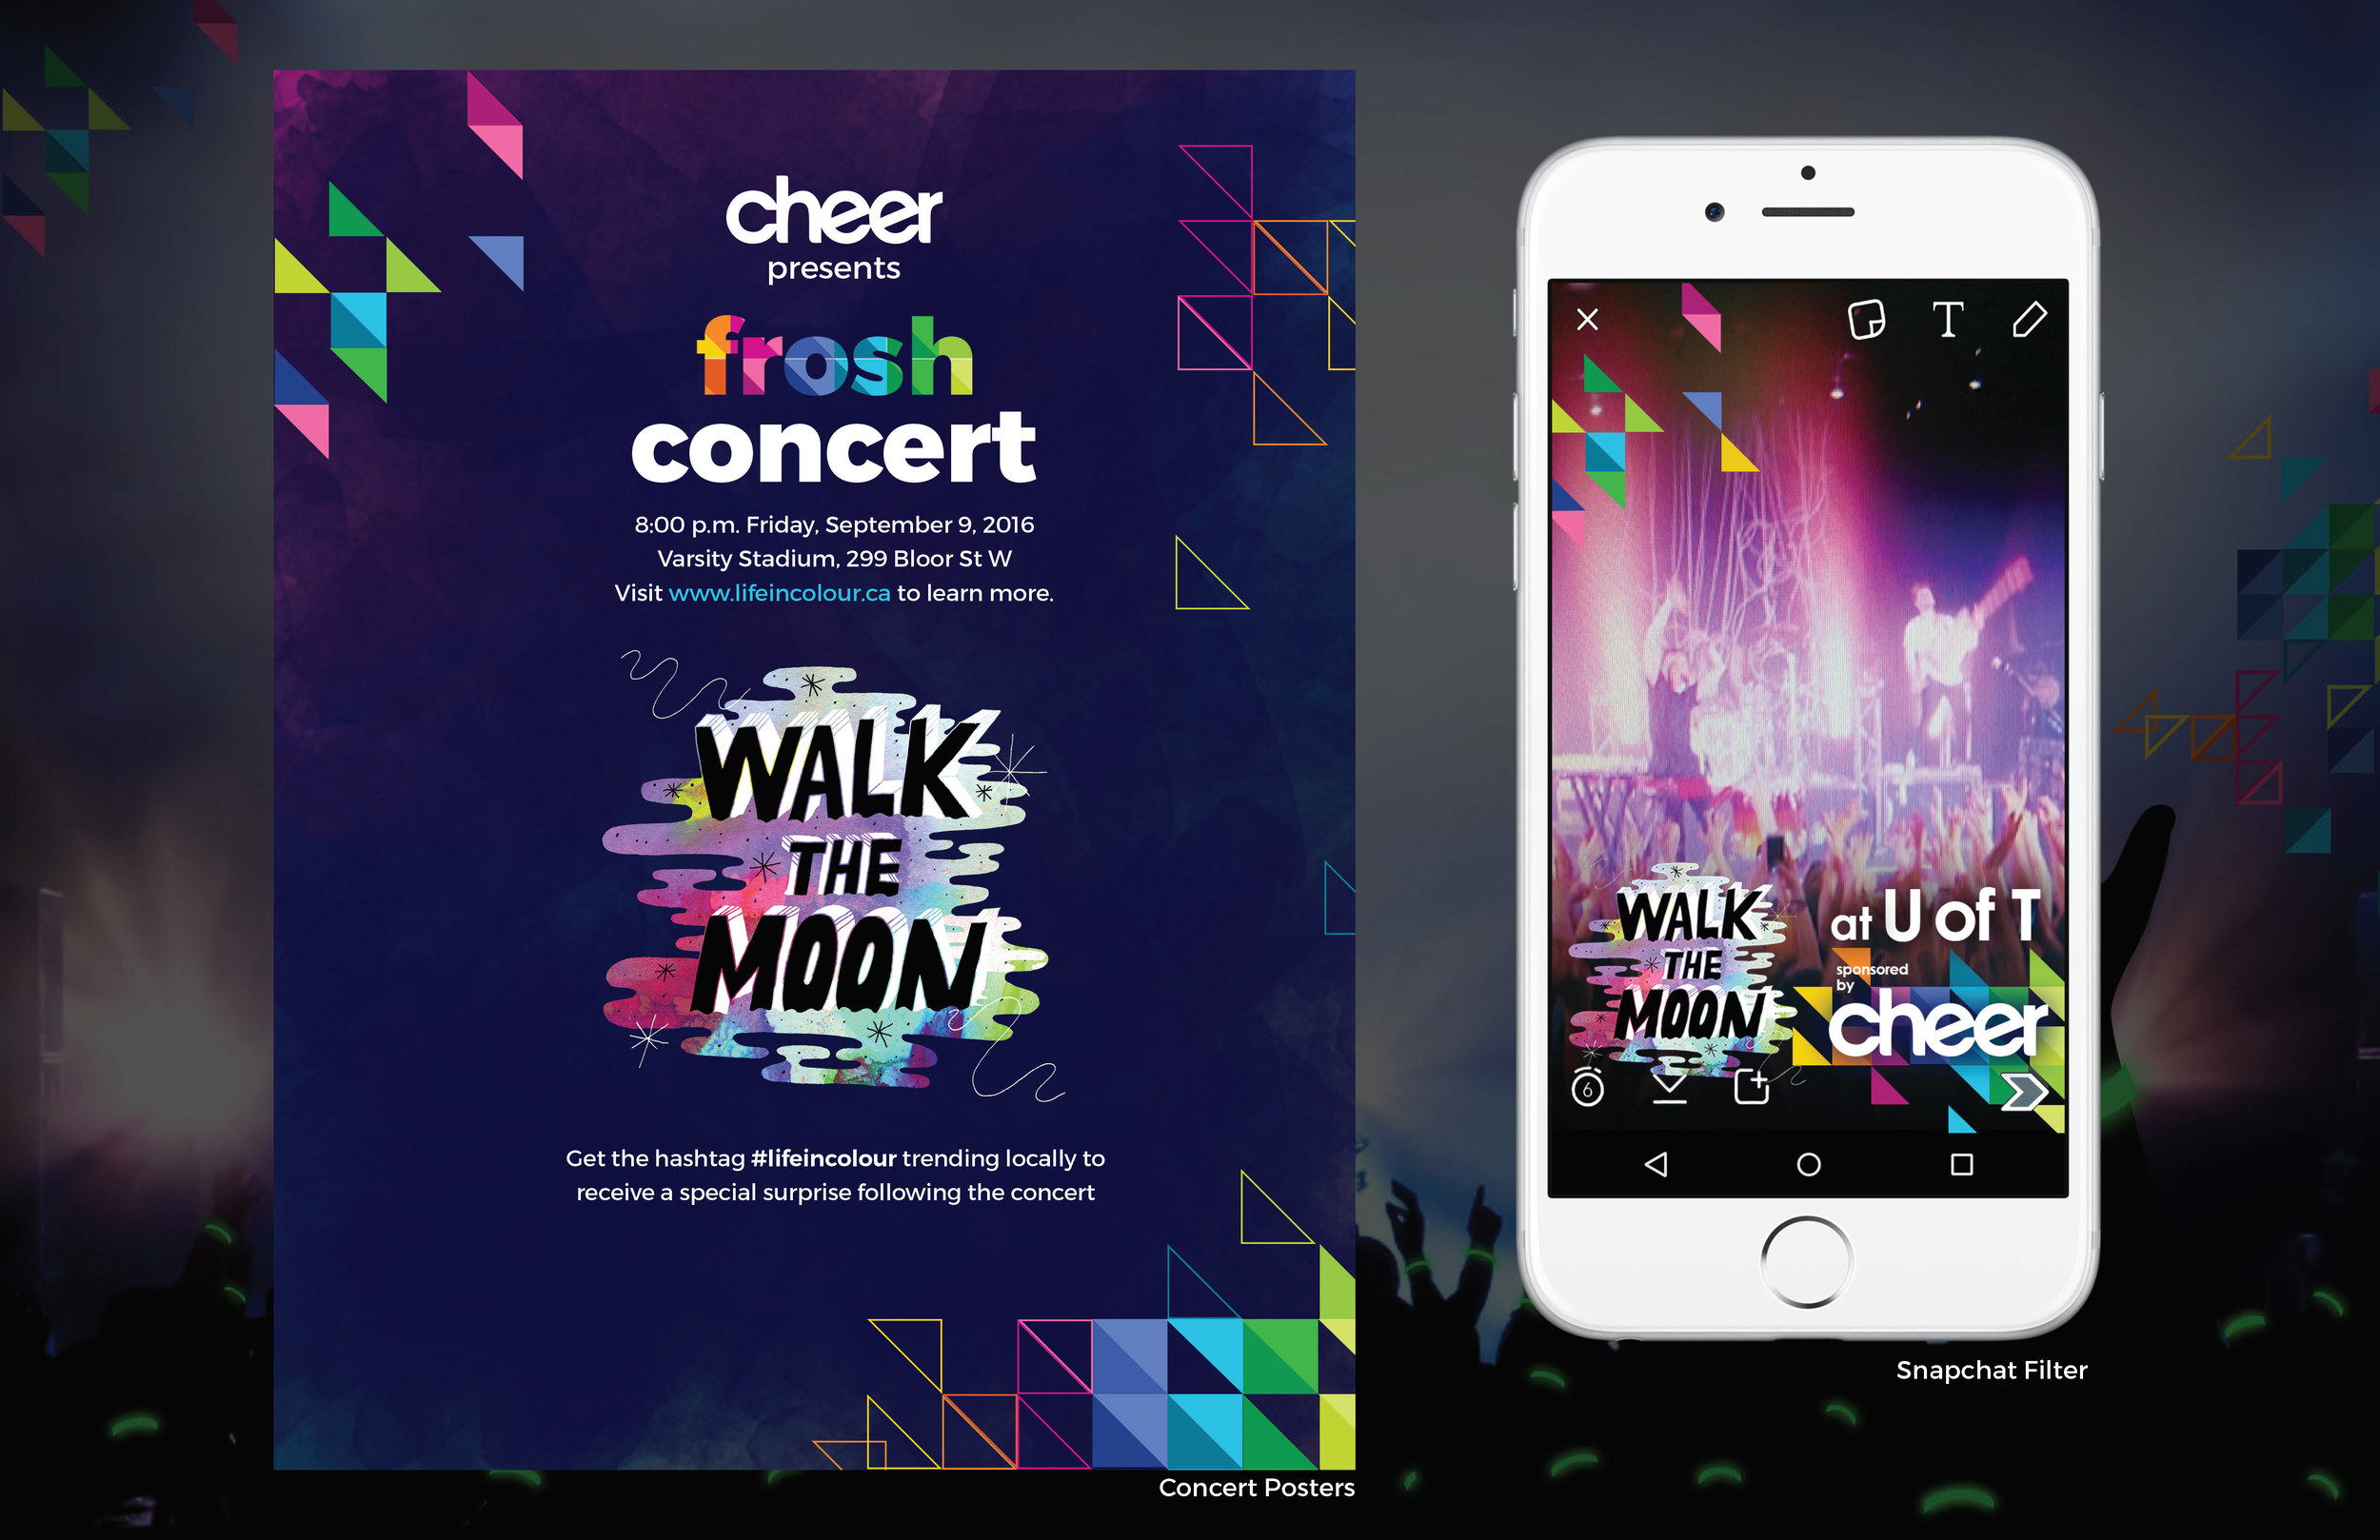 cheer
presents
frosh
concert
8:00 p.m. Friday, September 9, 2016
Varsity Stadium, 299 Bloor St W
Visit www.lifeincolour.ca to learn more.
WALK
THE
MOON
Get the hashtag #lifeincolour trending locally to
receive a special surprise following the concert
Concert Posters
T
WALK
THE
MOON
at U of T
sponsored
by
cheer
6
Snapchat Filter